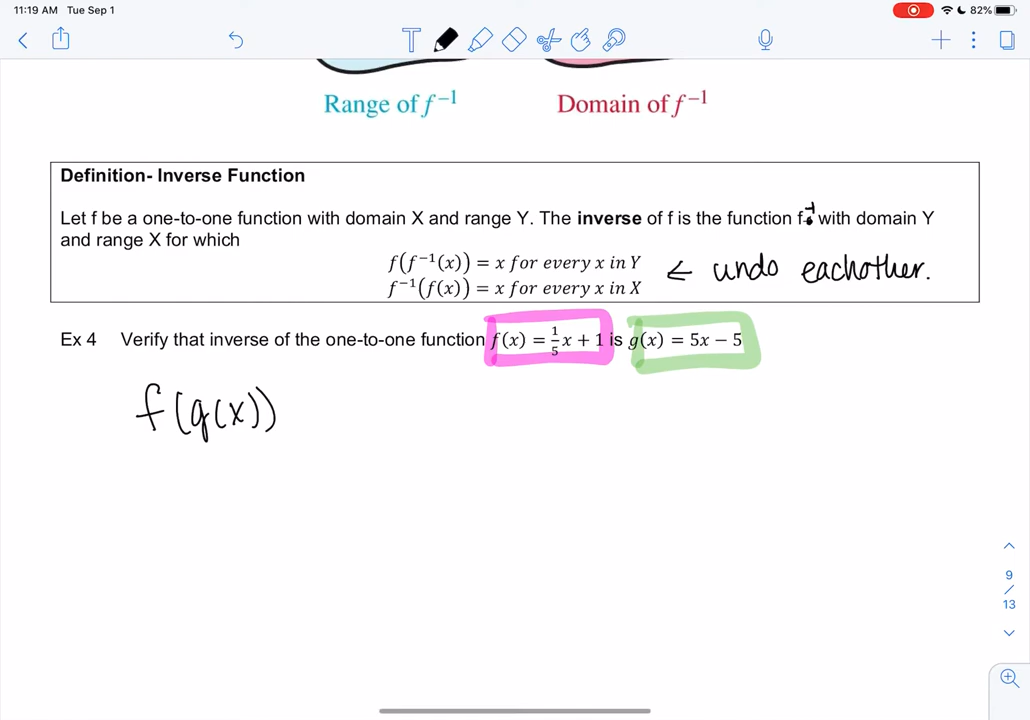 11:19 AM Tue Sep 1
82%
Range of f⁻¹ Domain of f⁻¹
Definition- Inverse Function
Let f be a one-to-one function with domain X and range Y. The inverse of f is the function f⁻¹ with domain Y
and range X for which
f(f⁻¹(x)) = x for every x in Y
f⁻¹(f(x)) = x for every x in X
← undo eachother.
Ex 4 Verify that inverse of the one-to-one function f(x) = 1/5 x + 1 is g(x) = 5x − 5
f(g(x))
9
/
13